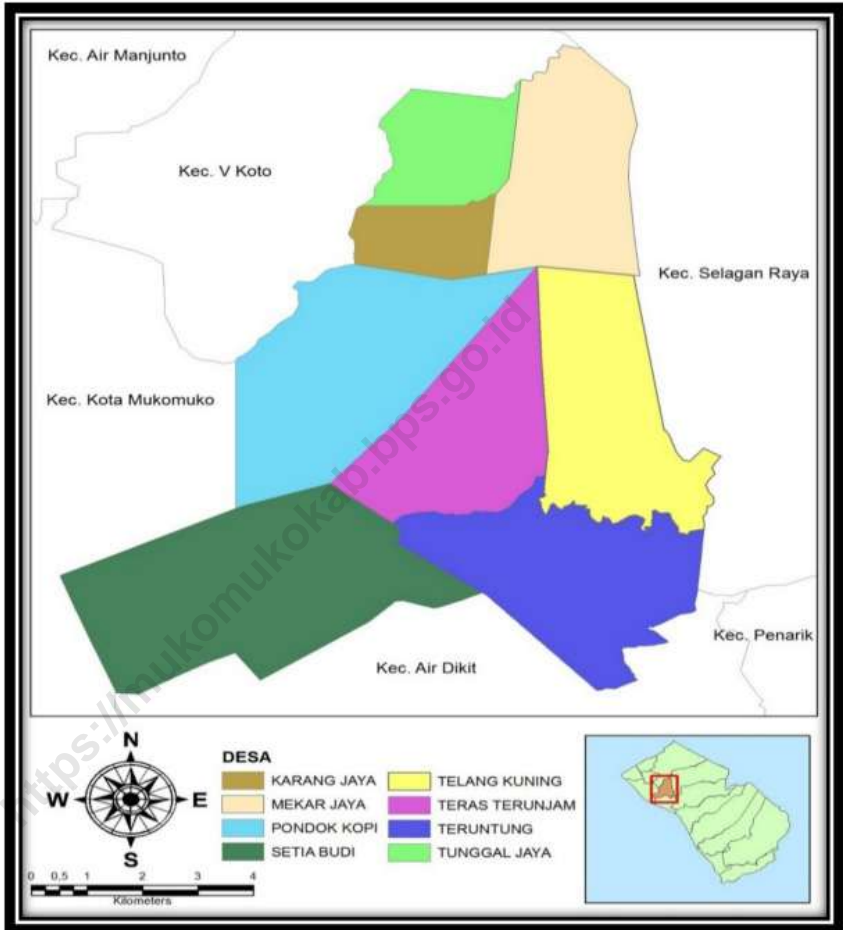 Kec. Air Manjunto
Kec. V Koto
Kec. Selagan Raya
Kec. Kota Mukomuko
Kec. Penarik
Kec. Air Dikit
https://mukomukokab.bps.go.id
N
W
E
S
0 0,5 1 2 3 4
Kilometers
DESA
KARANG JAYA
MEKAR JAYA
PONDOK KOPI
SETIA BUDI
TELANG KUNING
TERAS TERUNJAM
TERUNTUNG
TUNGGAL JAYA